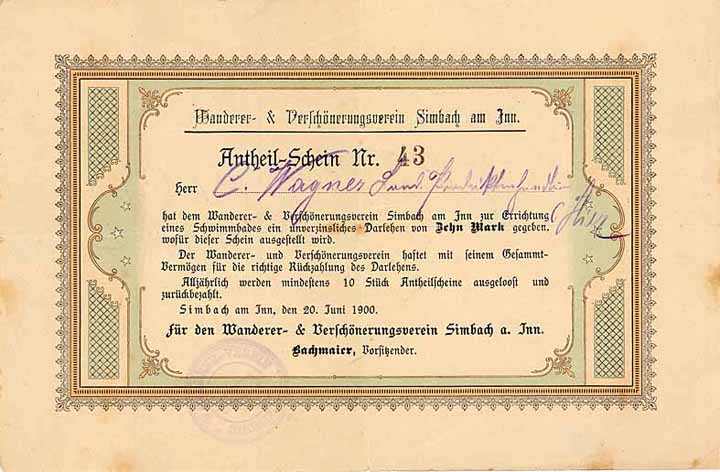 Wanderer- & Verschönerungsverein Simbach am Inn.
Antheil-Schein Nr. 43
Herr C. Wagner Land. Produktenhandlung
hat dem Wanderer- & Verschönerungsverein Simbach am Inn zur Errichtung
eines Schwimmbades ein unverzinsliches Darlehen von Zehn Mark gegeben,
wofür dieser Schein ausgestellt wird.
Der Wanderer- und Verschönerungsverein haftet mit seinem Gesammt-
Vermögen für die richtige Rückzahlung des Darlehens.
Alljährlich werden mindestens 10 Stück Antheilscheine ausgeloost und
zurückbezahlt.
Simbach am Inn, den 20. Juni 1900.
Für den Wanderer- & Verschönerungsverein Simbach a. Inn.
Bachmaier, Vorsitzender.